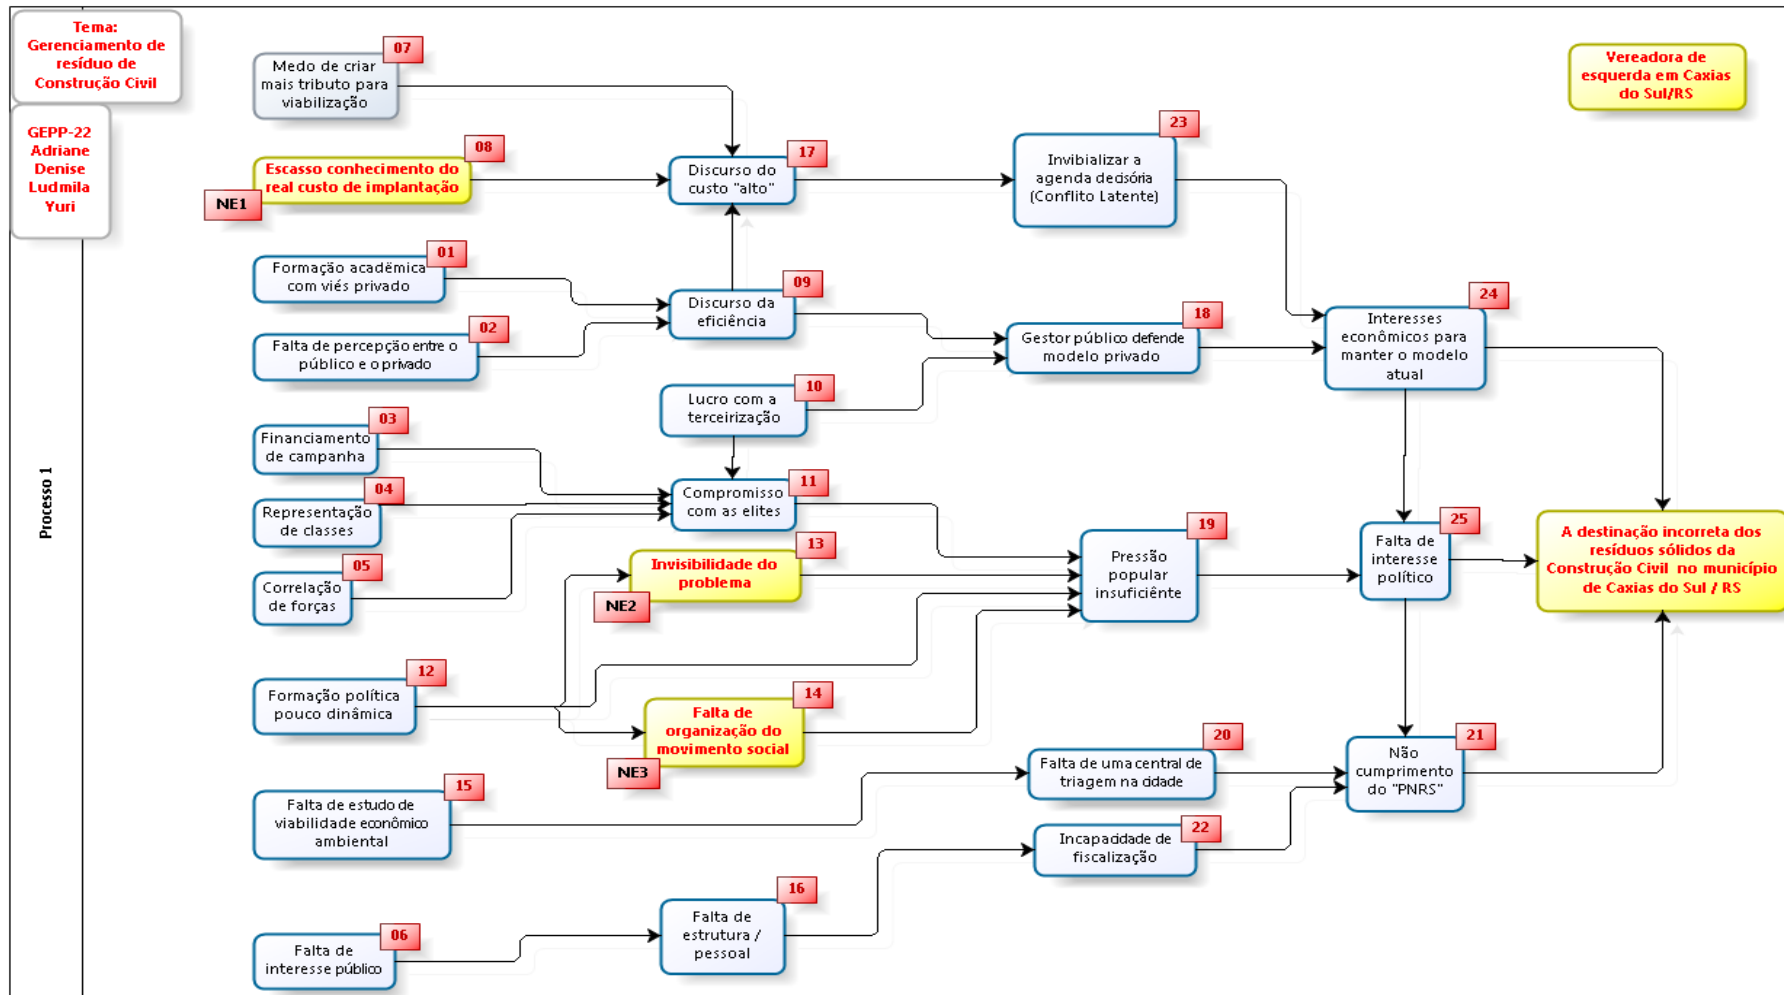 Tema:
Gerenciamento de
resíduo de
Construção Civil
GEPP-22
Adriane
Denise
Ludmila
Yuri
Processo 1
Vereadora de
esquerda em Caxias
do Sul/RS
07
Medo de criar
mais tributo para
viabilização
08
Escasso conhecimento do
real custo de implantação
NE1
17
Discurso do
custo "alto"
23
Invibializar a
agenda decisória
(Conflito Latente)
01
Formação acadêmica
com viés privado
02
Falta de percepção entre o
público e o privado
09
Discurso da
eficiência
18
Gestor público defende
modelo privado
24
Interesses
econômicos para
manter o modelo
atual
10
Lucro com a
terceirização
03
Financiamento
de campanha
04
Representação
de classes
05
Correlação
de forças
11
Compromisso
com as elites
13
Invisibilidade do
problema
NE2
19
Pressão
popular
insuficiênte
25
Falta de
interesse
político
A destinação incorreta dos
resíduos sólidos da
Construção Civil no município
de Caxias do Sul / RS
12
Formação política
pouco dinâmica
14
Falta de
organização do
movimento social
NE3
20
Falta de uma central de
triagem na cidade
21
Não
cumprimento
do "PNRS"
15
Falta de estudo de
viabilidade econômico
ambiental
22
Incapacidade de
fiscalização
16
Falta de
estrutura /
pessoal
06
Falta de
interesse público